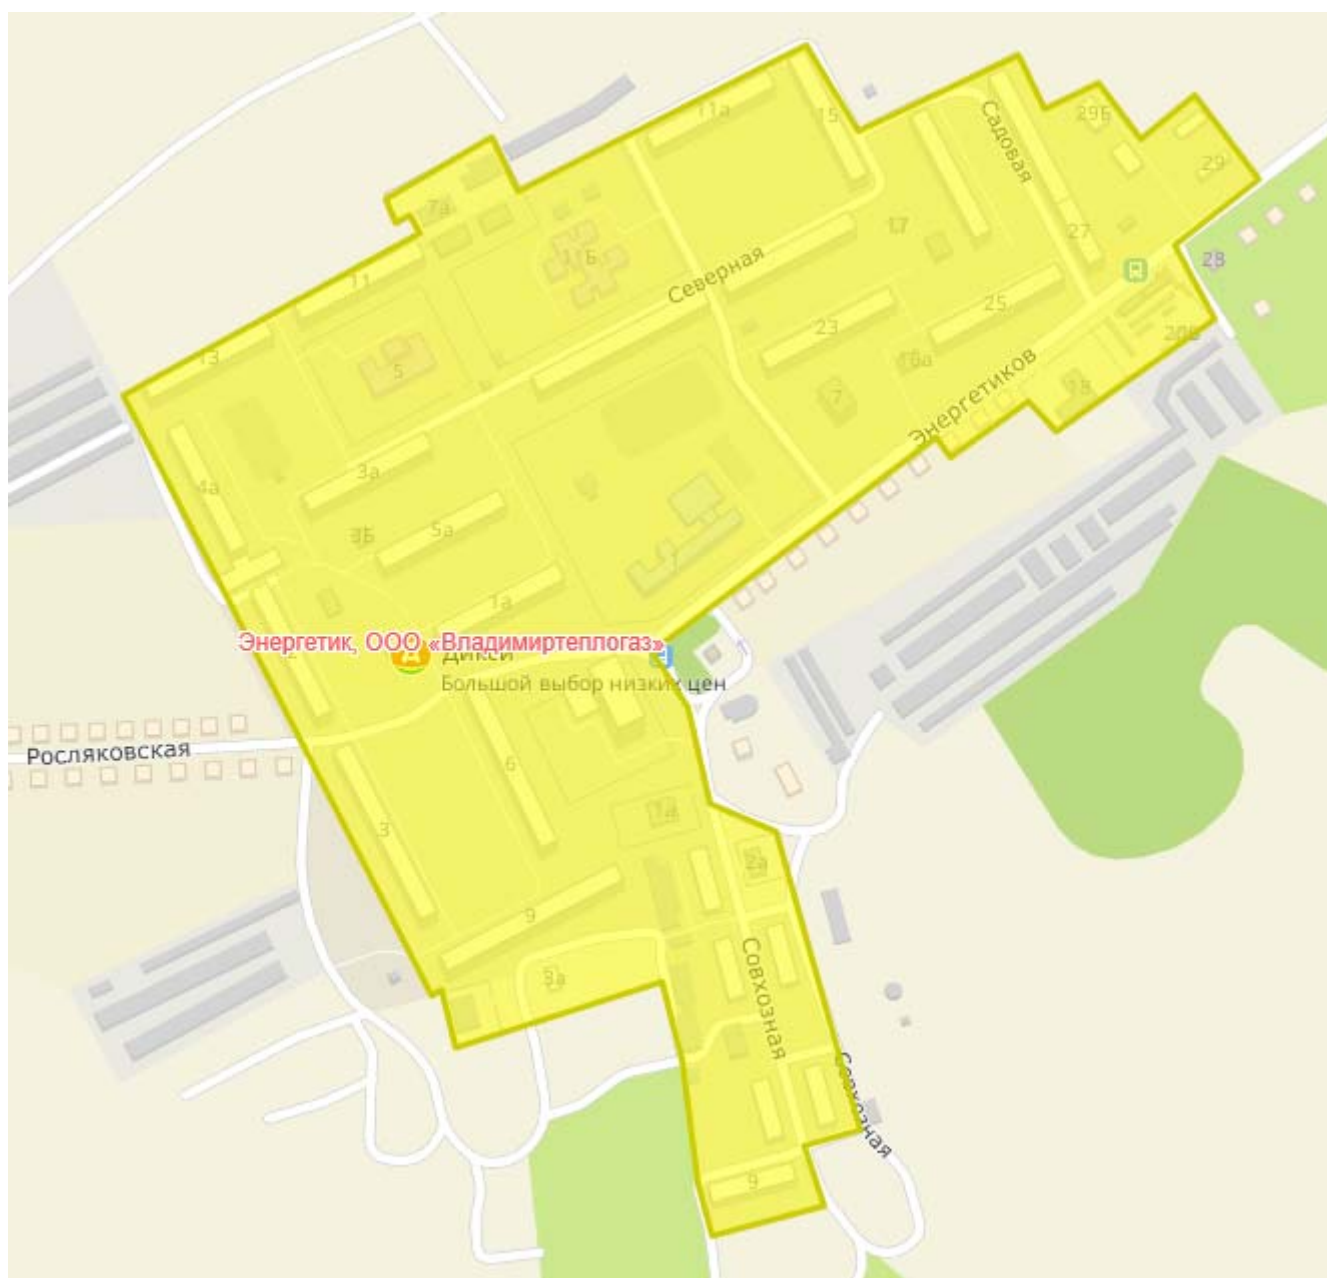 11а
15
Садовая
29Б
29
7а
17
27
11Б
28
11
Северная
25
23
13
5
16а
20Б
7
18
Энергетиков
3а
4а
5а
3Б
1
1а
Энергетик, ООО «Владимиртеплогаз»
2
Дикси
Большой выбор низких цен
Росляковская
6
3
9
3а
Совхозная
Совхозная
9